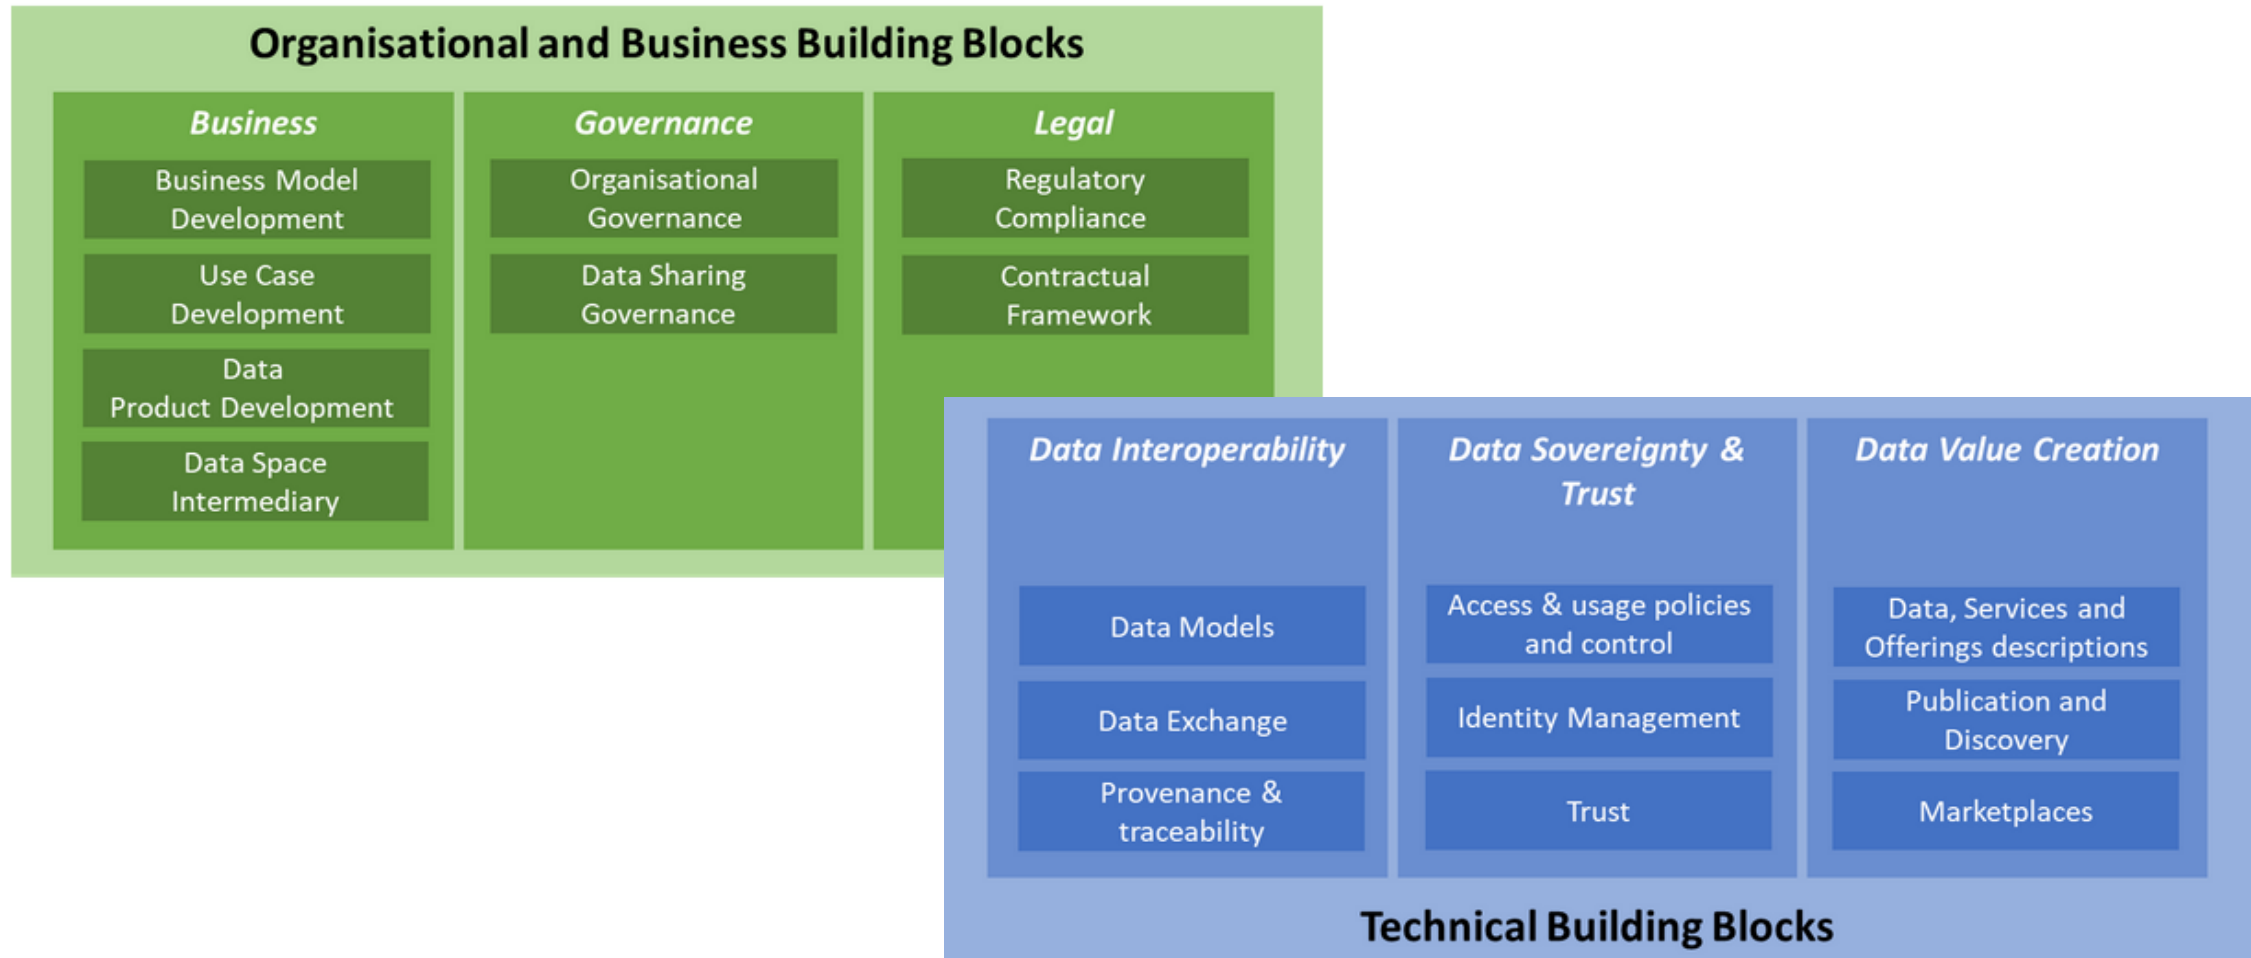 Organisational and Business Building Blocks
Business
Business Model
Development
Use Case
Development
Data
Product Development
Data Space
Intermediary
Governance
Organisational
Governance
Data Sharing
Governance
Legal
Regulatory
Compliance
Contractual
Framework
Data Interoperability
Data Models
Data Exchange
Provenance &
traceability
Data Sovereignty &
Trust
Access & usage policies
and control
Identity Management
Trust
Data Value Creation
Data, Services and
Offerings descriptions
Publication and
Discovery
Marketplaces
Technical Building Blocks